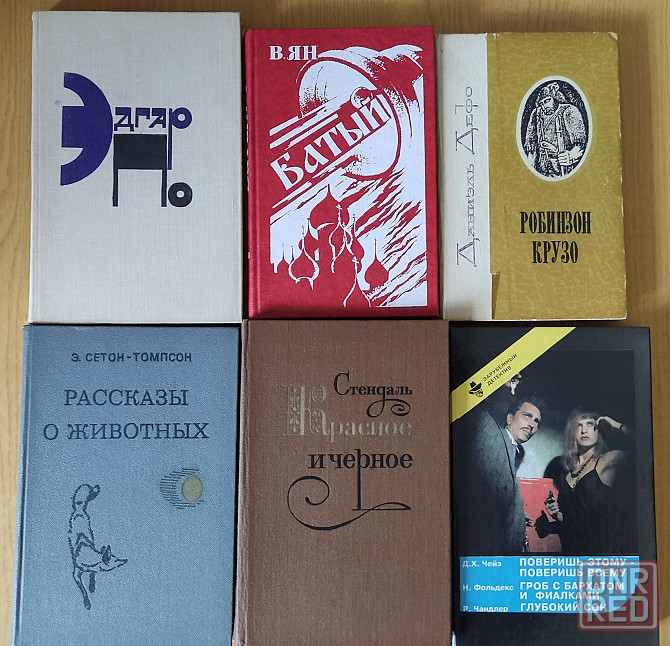 Эдгар
По
В.ЯН
БАТЫЙ
Даниэль Дефо
РОБИНЗОН
КРУЗО
Э. СЕТОН-ТОМПСОН
РАССКАЗЫ
О ЖИВОТНЫХ
Стендаль
Красное
и черное
ЗАРУБЕЖНЫЙ
ДЕТЕКТИВ
Д.Х. Чейз ПОВЕРИШЬ ЭТОМУ -
ПОВЕРИШЬ ВСЕМУ
Н. Фольдекс ГРОБ С БАРХАТОМ
И ФИАЛКАМИ
Р. Чандлер ГЛУБОКИЙ СОН
RED